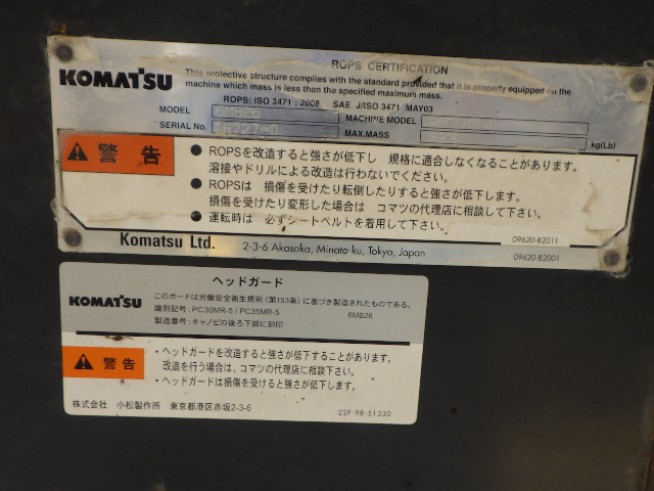 ROPS CERTIFICATION
KOMATSU
This protective structure complies with the standard provided that it is properly equipped on the
machine which mass is less than the specified maximum mass.
ROPS: ISO 3471 : 2008 SAE J/ISO 3471 MAY03
MODEL MACHINE MODEL
SERIAL No. MAX.MASS kg(Lb)
警告
● ROPSを改造すると強さが低下し 規格に適合しなくなることがあります。
溶接やドリルによる改造は行わないでください。
● ROPSは 損傷を受けたり転倒したりすると強さが低下します。
損傷を受けたり変形した場合は コマツの代理店に相談して下さい。
● 運転時は 必ずシートベルトを着用して下さい。
09620-B2011
Komatsu Ltd. 2-3-6 Akasaka, Minato ku, Tokyo, Japan 09620-B2001
ヘッドガード
KOMATSU
このガードは労働安全衛生規則 (第153条) に基づき製造されたものである。
識別記号: PC30MR-5 / PC35MR-5 6MB26
製造番号: キャノピの後ろ下部に刻印
警告
・ヘッドガードを改造すると強さが低下することがあります。
改造を行う場合は、コマツの代理店に相談下さい。
・ヘッドガードは損傷を受けると強さが低下します。
株式会社 小松製作所 東京都港区赤坂2-3-6 22F-98-51330